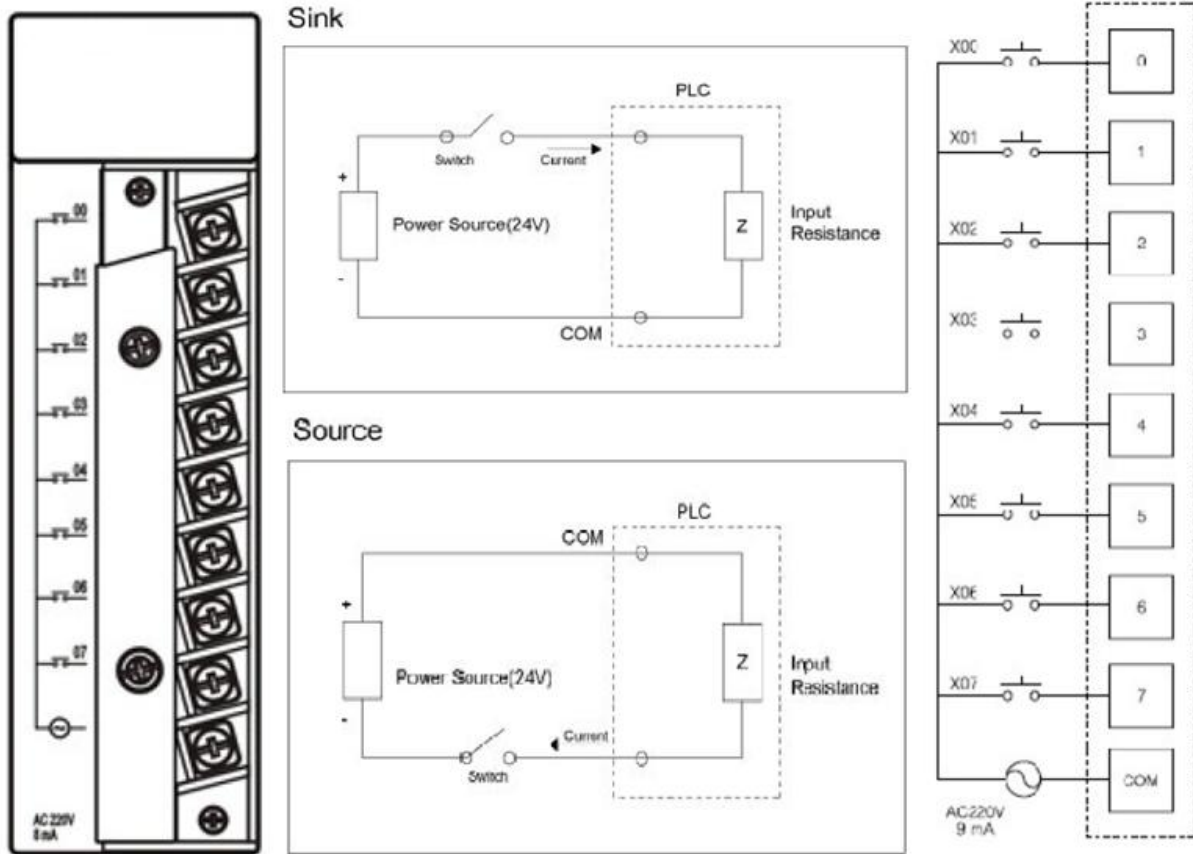 00
01
02
03
04
05
06
07
AC 220V
8 mA
Sink
PLC
Switch
Current
+
Power Source(24V)
-
Z
Input
Resistance
COM
Source
PLC
COM
+
Power Source(24V)
-
Z
Input
Resistance
Current
Switch
X00
0
X01
1
X02
2
X03
3
X04
4
X05
5
X06
6
X07
7
COM
AC220V
9 mA